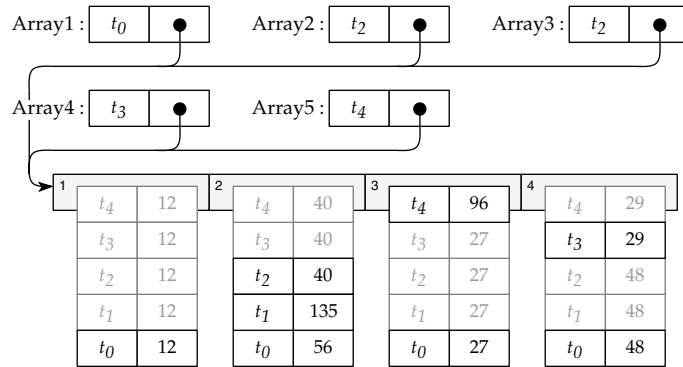 Array1 : t0 Array2 : t2 Array3 : t2
Array4 : t3 Array5 : t4
1 2 3 4
t4 12 t4 40 t4 96 t4 29
t3 12 t3 40 t3 27 t3 29
t2 12 t2 40 t2 27 t2 48
t1 12 t1 135 t1 27 t1 48
t0 12 t0 56 t0 27 t0 48